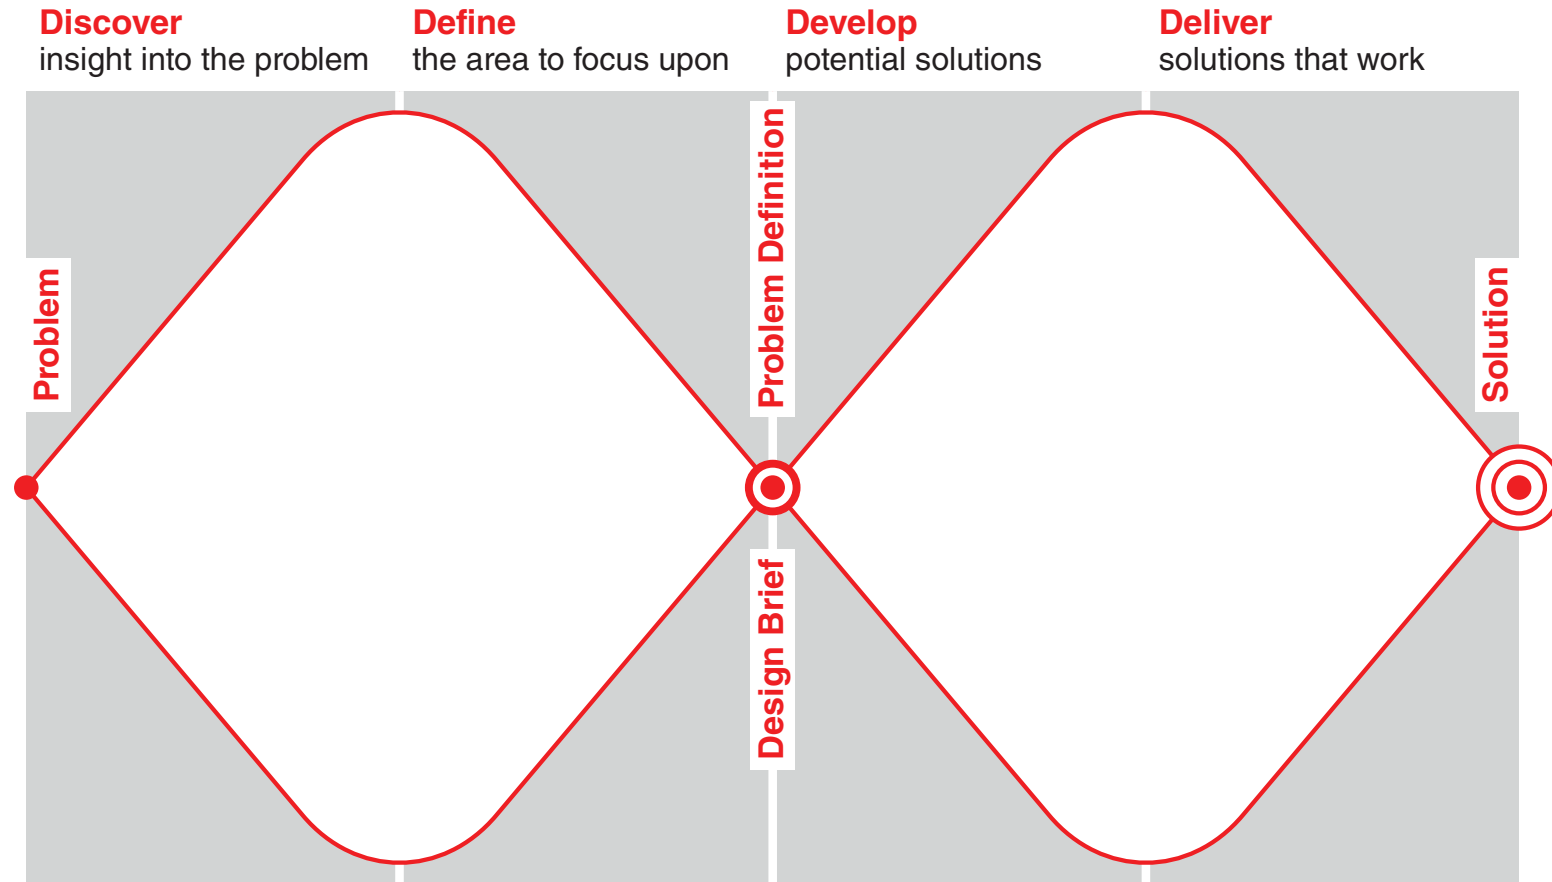 Discover
insight into the problem
Define
the area to focus upon
Develop
potential solutions
Deliver
solutions that work
Problem
Problem Definition
Design Brief
Solution